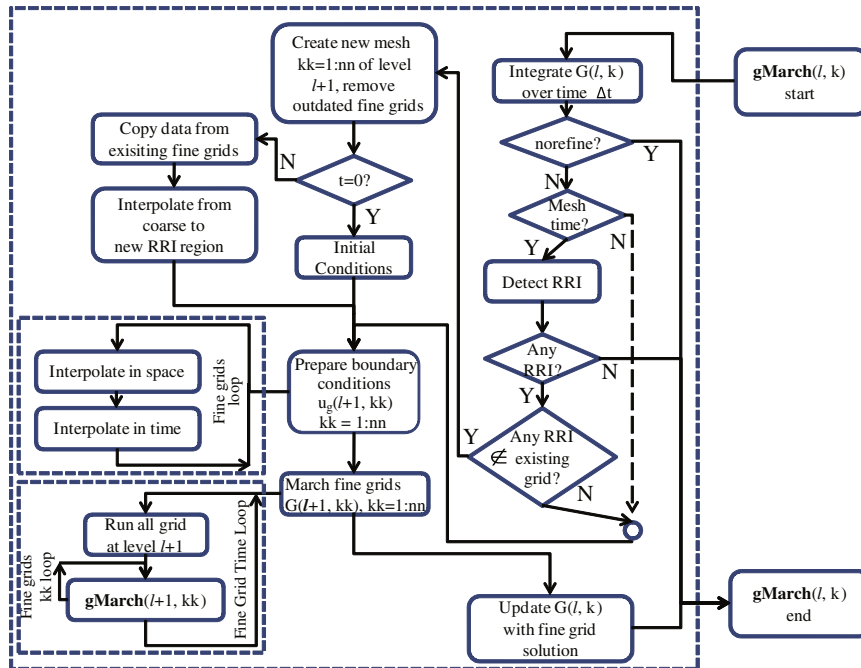 Create new mesh
kk=1:nn of level
l+1, remove
outdated fine grids
Integrate G(l, k)
over time Δt
gMarch(l, k)
start
Copy data from
exisiting fine grids
N
t=0?
Y
norefine?
Y
N
Interpolate from
coarse to
new RRI region
Initial
Conditions
Mesh
time?
Y
N
Detect RRI
Interpolate in space
Interpolate in time
Fine grids
loop
Prepare boundary
conditions
ug(l+1, kk)
kk = 1:nn
Any
RRI?
N
Y
Y
Any RRI
∉ existing
grid?
N
March fine grids
G(l+1, kk), kk=1:nn
Run all grid
at level l+1
Fine grids
kk loop
gMarch(l+1, kk)
Fine Grid Time Loop
Update G(l, k)
with fine grid
solution
gMarch(l, k)
end